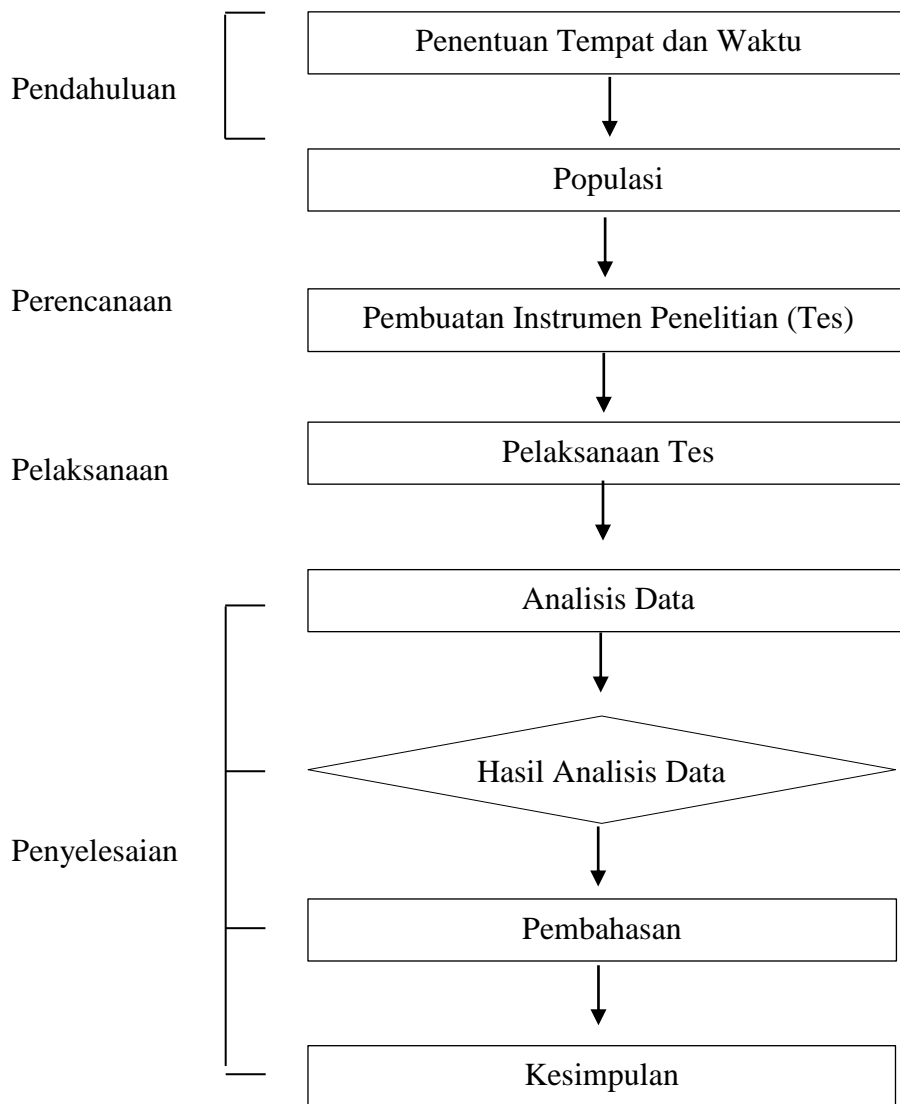 Penentuan Tempat dan Waktu
Pendahuluan
Populasi
Perencanaan
Pembuatan Instrumen Penelitian (Tes)
Pelaksanaan Tes
Pelaksanaan
Analisis Data
Hasil Analisis Data
Penyelesaian
Pembahasan
Kesimpulan